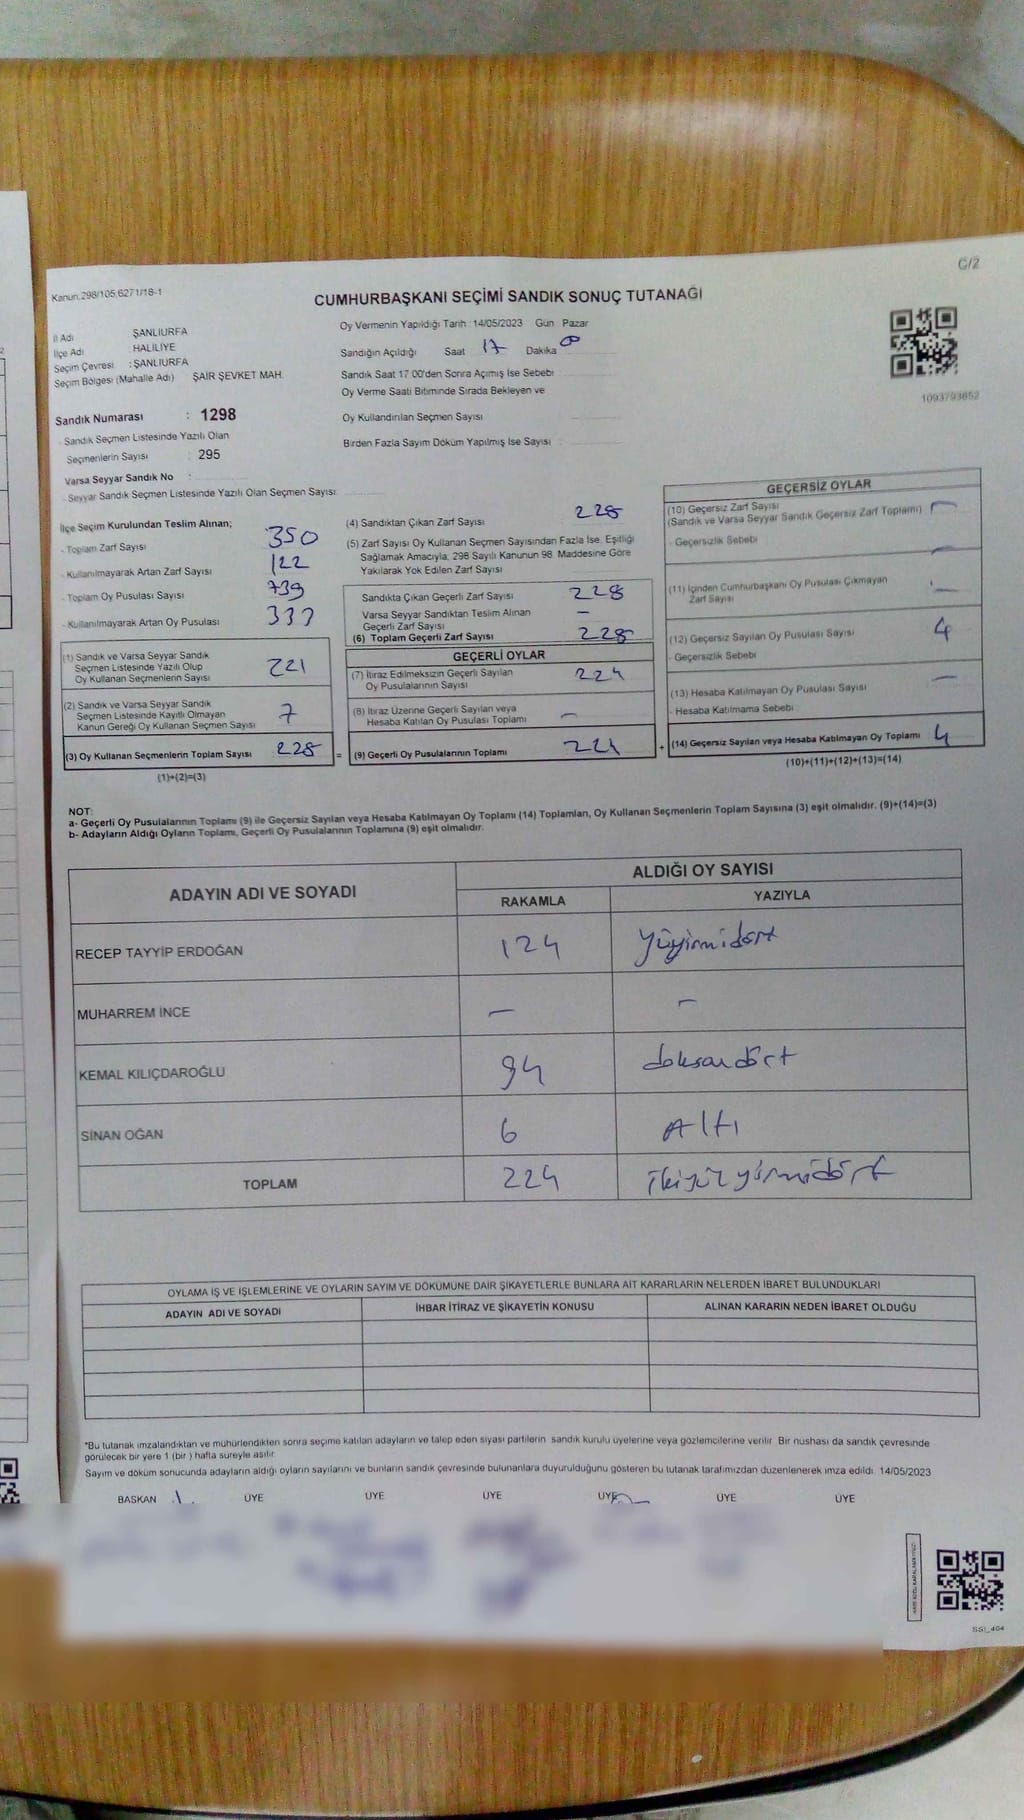 C/2
Kanun 298/105,6271/18-1
CUMHURBAŞKANI SEÇİMİ SANDIK SONUÇ TUTANAĞI
İl Adı ŞANLIURFA
İlçe Adı HALİLİYE
Seçim Çevresi : ŞANLIURFA
Seçim Bölgesi (Mahalle Adı) ŞAİR ŞEVKET MAH.
Sandık Numarası : 1298
- Sandık Seçmen Listesinde Yazılı Olan
Seçmenlerin Sayısı : 295
Varsa Seyyar Sandık No :
- Seyyar Sandık Seçmen Listesinde Yazılı Olan Seçmen Sayısı:
Oy Vermenin Yapıldığı Tarih : 14/05/2023 Gün Pazar
Sandığın Açıldığı Saat 17 Dakika 00
Sandık Saat 17:00'den Sonra Açımış İse Sebebi
Oy Verme Saati Bitiminde Sırada Bekleyen ve
Oy Kullandırılan Seçmen Sayısı
Birden Fazla Sayım Döküm Yapılmış İse Sayısı
1093793652
İlçe Seçim Kurulundan Teslim Alınan;
- Toplam Zarf Sayısı 350
- Kullanılmayarak Artan Zarf Sayısı 122
- Toplam Oy Pusulası Sayısı 739
- Kullanılmayarak Artan Oy Pusulası
(1) Sandık ve Varsa Seyyar Sandık
Seçmen Listesinde Yazılı Olup
Oy Kullanan Seçmenlerin Sayısı 221
(2) Sandık ve Varsa Seyyar Sandık
Seçmen Listesinde Kayıtlı Olmayan
Kanun Gereği Oy Kullanan Seçmen Sayısı 7
(3) Oy Kullanan Seçmenlerin Toplam Sayısı 228 =
(1)+(2)=(3)
(4) Sandıktan Çıkan Zarf Sayısı 228
(5) Zarf Sayısı Oy Kullanan Seçmen Sayısından Fazla İse, Eşitliği
Sağlamak Amacıyla, 298 Sayılı Kanunun 98. Maddesine Göre
Yakılarak Yok Edilen Zarf Sayısı
Sandıkta Çıkan Geçerli Zarf Sayısı 228
Varsa Seyyar Sandıktan Teslim Alınan
Geçerli Zarf Sayısı –
(6) Toplam Geçerli Zarf Sayısı 228
GEÇERLİ OYLAR
(7) İtiraz Edilmeksizin Geçerli Sayılan
Oy Pusulalarının Sayısı 224
(8) İtiraz Üzerine Geçerli Sayılan veya
Hesaba Katılan Oy Pusulası Toplamı –
(9) Geçerli Oy Pusulalarının Toplamı 224 +
GEÇERSİZ OYLAR
(10) Geçersiz Zarf Sayısı
(Sandık ve Varsa Seyyar Sandık Geçersiz Zarf Toplamı) –
- Geçersizlik Sebebi –
(11) İçinden Cumhurbaşkanı Oy Pusulası Çıkmayan
Zarf Sayısı –
(12) Geçersiz Sayılan Oy Pusulası Sayısı 4
- Geçersizlik Sebebi
(13) Hesaba Katılmayan Oy Pusulası Sayısı –
- Hesaba Katılmama Sebebi
(14) Geçersiz Sayılan veya Hesaba Katılmayan Oy Toplamı 4
(10)+(11)+(12)+(13)=(14)
NOT:
a- Geçerli Oy Pusulalarının Toplamı (9) ile Geçersiz Sayılan veya Hesaba Katılmayan Oy Toplamı (14) Toplamları, Oy Kullanan Seçmenlerin Toplam Sayısına (3) eşit olmalıdır. (9)+(14)=(3)
b- Adayların Aldığı Oyların Toplamı, Geçerli Oy Pusulalarının Toplamına (9) eşit olmalıdır.
ADAYIN ADI VE SOYADI ALDIĞI OY SAYISI
RAKAMLA YAZIYLA
RECEP TAYYİP ERDOĞAN 124 yüzyirmidört
MUHARREM İNCE – –
KEMAL KILIÇDAROĞLU 94 doksandört
SİNAN OĞAN 6 Altı
TOPLAM 224 ikiyüzyirmidört
OYLAMA İŞ VE İŞLEMLERİNE VE OYLARIN SAYIM VE DÖKÜMÜNE DAİR ŞİKAYETLERLE BUNLARA AİT KARARLARIN NELERDEN İBARET BULUNDUKLARI
ADAYIN ADI VE SOYADI İHBAR İTİRAZ VE ŞİKAYETİN KONUSU ALINAN KARARIN NEDEN İBARET OLDUĞU
*Bu tutanak imzalandıktan ve mühürlendikten sonra seçime katılan adayların ve talep eden siyasi partilerin sandık kurulu üyelerine veya gözlemcilerine verilir. Bir nushası da sandık çevresinde
görülecek bir yere 1 (bir) hafta süreyle asılır.
Sayım ve döküm sonucunda adayların aldığı oyların sayılarını ve bunların sandık çevresinde bulunanlara duyurulduğunu gösteren bu tutanak tarafımızdan düzenlenerek imza edildi. 14/05/2023
BAŞKAN ÜYE ÜYE ÜYE ÜYE ÜYE ÜYE
SSI_404